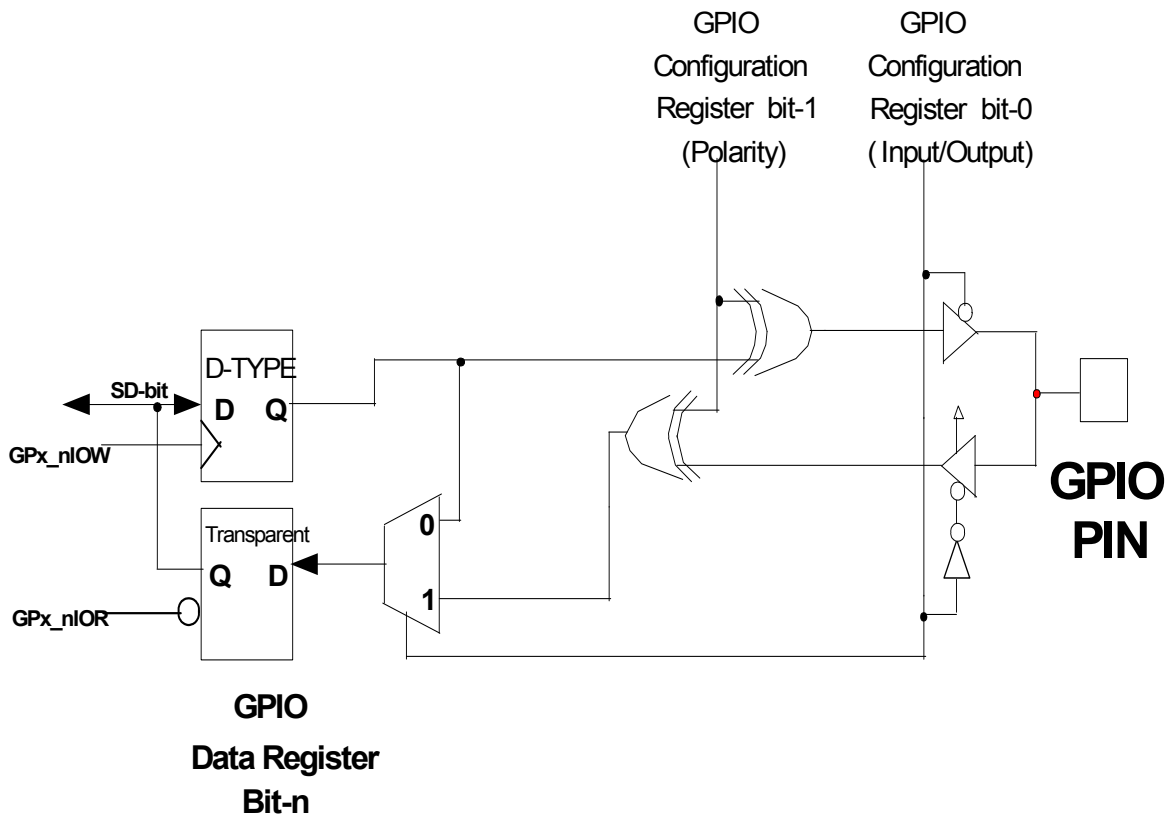 GPIO
Configuration
Register bit-1
(Polarity)
GPIO
Configuration
Register bit-0
( Input/Output)
D-TYPE
SD-bit
D Q
GPx_nIOW
Transparent
Q D
GPx_nIOR
0
1
GPIO
PIN
GPIO
Data Register
Bit-n